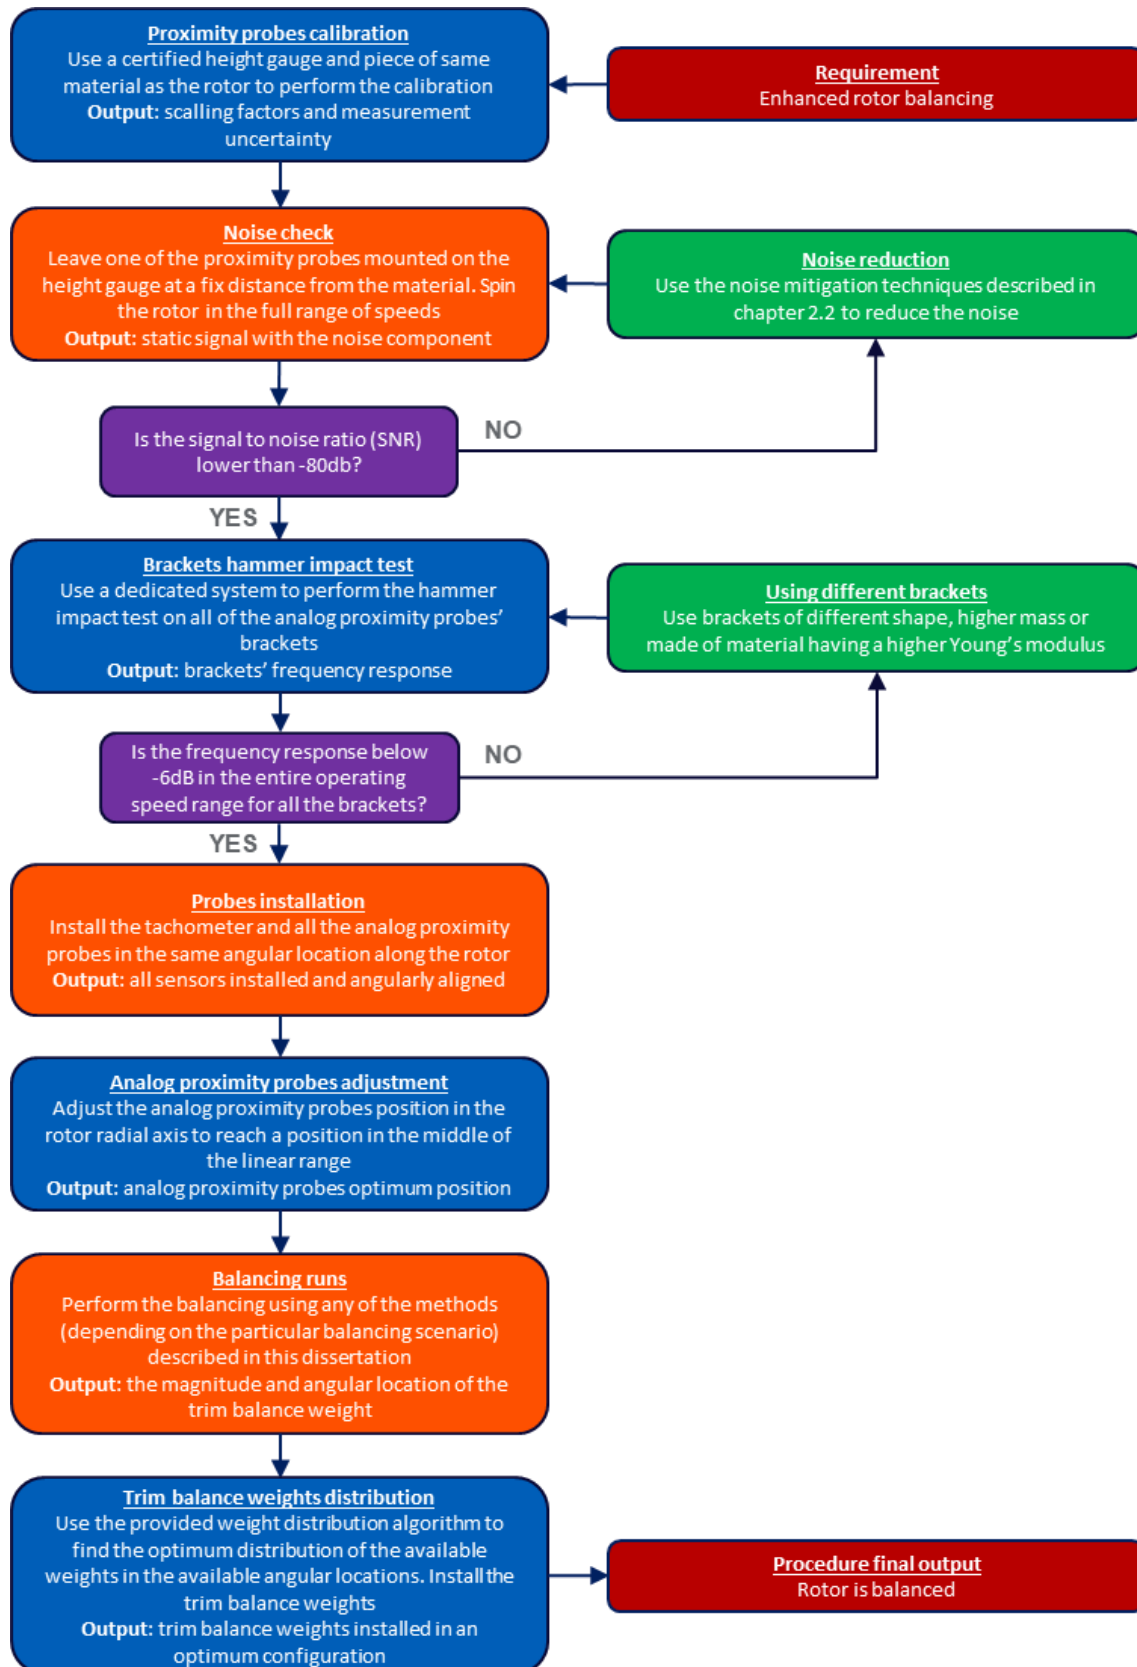 Proximity probes calibration
Use a certified height gauge and piece of same
material as the rotor to perform the calibration
Output: scalling factors and measurement
uncertainty
Requirement
Enhanced rotor balancing
Noise check
Leave one of the proximity probes mounted on the
height gauge at a fix distance from the material. Spin
the rotor in the full range of speeds
Output: static signal with the noise component
Noise reduction
Use the noise mitigation techniques described in
chapter 2.2 to reduce the noise
Is the signal to noise ratio (SNR)
lower than -80db?
NO
YES
Brackets hammer impact test
Use a dedicated system to perform the hammer
impact test on all of the analog proximity probes'
brackets
Output: brackets' frequency response
Using different brackets
Use brackets of different shape, higher mass or
made of material having a higher Young's modulus
Is the frequency response below
-6dB in the entire operating
speed range for all the brackets?
NO
YES
Probes installation
Install the tachometer and all the analog proximity
probes in the same angular location along the rotor
Output: all sensors installed and angularly aligned
Analog proximity probes adjustment
Adjust the analog proximity probes position in the
rotor radial axis to reach a position in the middle of
the linear range
Output: analog proximity probes optimum position
Balancing runs
Perform the balancing using any of the methods
(depending on the particular balancing scenario)
described in this dissertation
Output: the magnitude and angular location of the
trim balance weight
Trim balance weights distribution
Use the provided weight distribution algorithm to
find the optimum distribution of the available
weights in the available angular locations. Install the
trim balance weights
Output: trim balance weights installed in an
optimum configuration
Procedure final output
Rotor is balanced